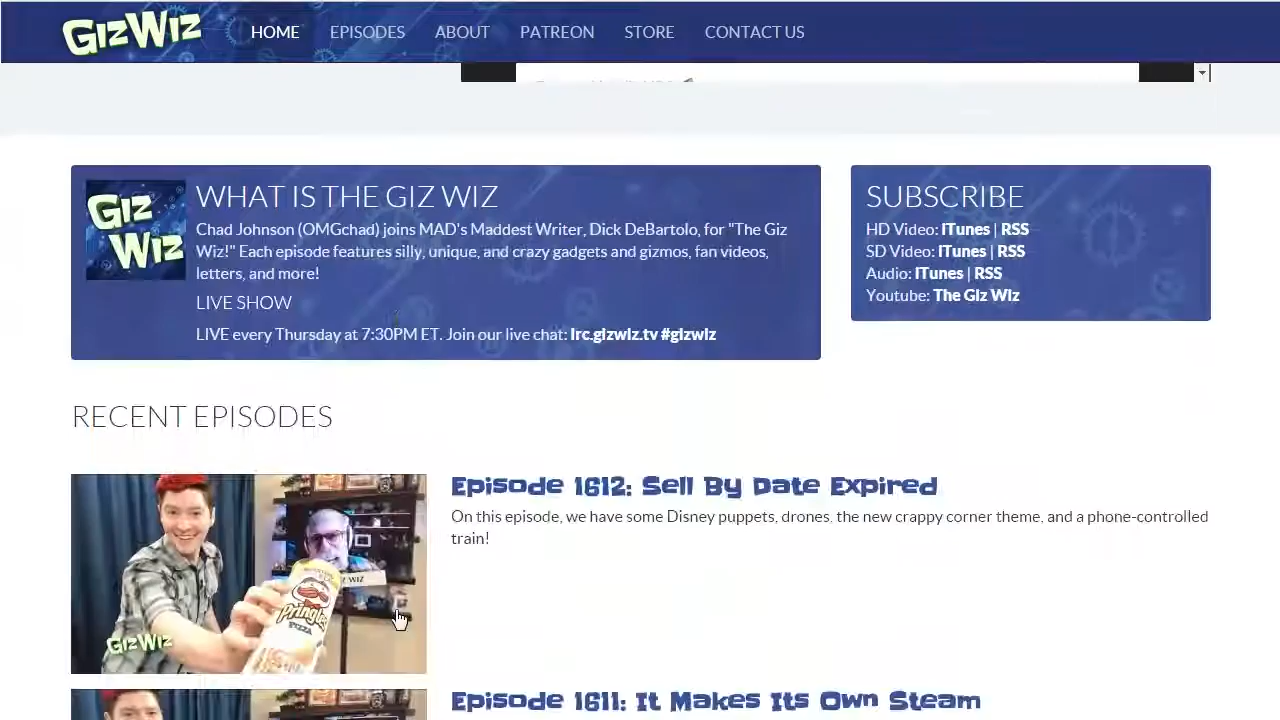 GIZWIZ
HOME EPISODES ABOUT PATREON STORE CONTACT US
GIZ
WIZ
WHAT IS THE GIZ WIZ
Chad Johnson (OMGchad) joins MAD's Maddest Writer, Dick DeBartolo, for "The Giz
Wiz!" Each episode features silly, unique, and crazy gadgets and gizmos, fan videos,
letters, and more!
LIVE SHOW
LIVE every Thursday at 7:30PM ET. Join our live chat: irc.gizwiz.tv #gizwiz
SUBSCRIBE
HD Video: iTunes | RSS
SD Video: iTunes | RSS
Audio: iTunes | RSS
Youtube: The Giz Wiz
RECENT EPISODES
Pringles
PIZZA
GIZWIZ
Episode 1612: Sell By Date Expired
On this episode, we have some Disney puppets, drones, the new crappy corner theme, and a phone-controlled
train!
Episode 1611: It Makes Its Own Steam